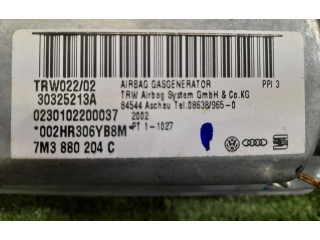 TRW022/02
30325213A
0230102200037
*002HR306YB8M*
7M3 880 204 C
AIRBAG GASGENERATOR PPI 3
TRW Airbag System GmbH & Co.KG
84544 Aschau Tel.08638/965-0
2002
PT 1-1027